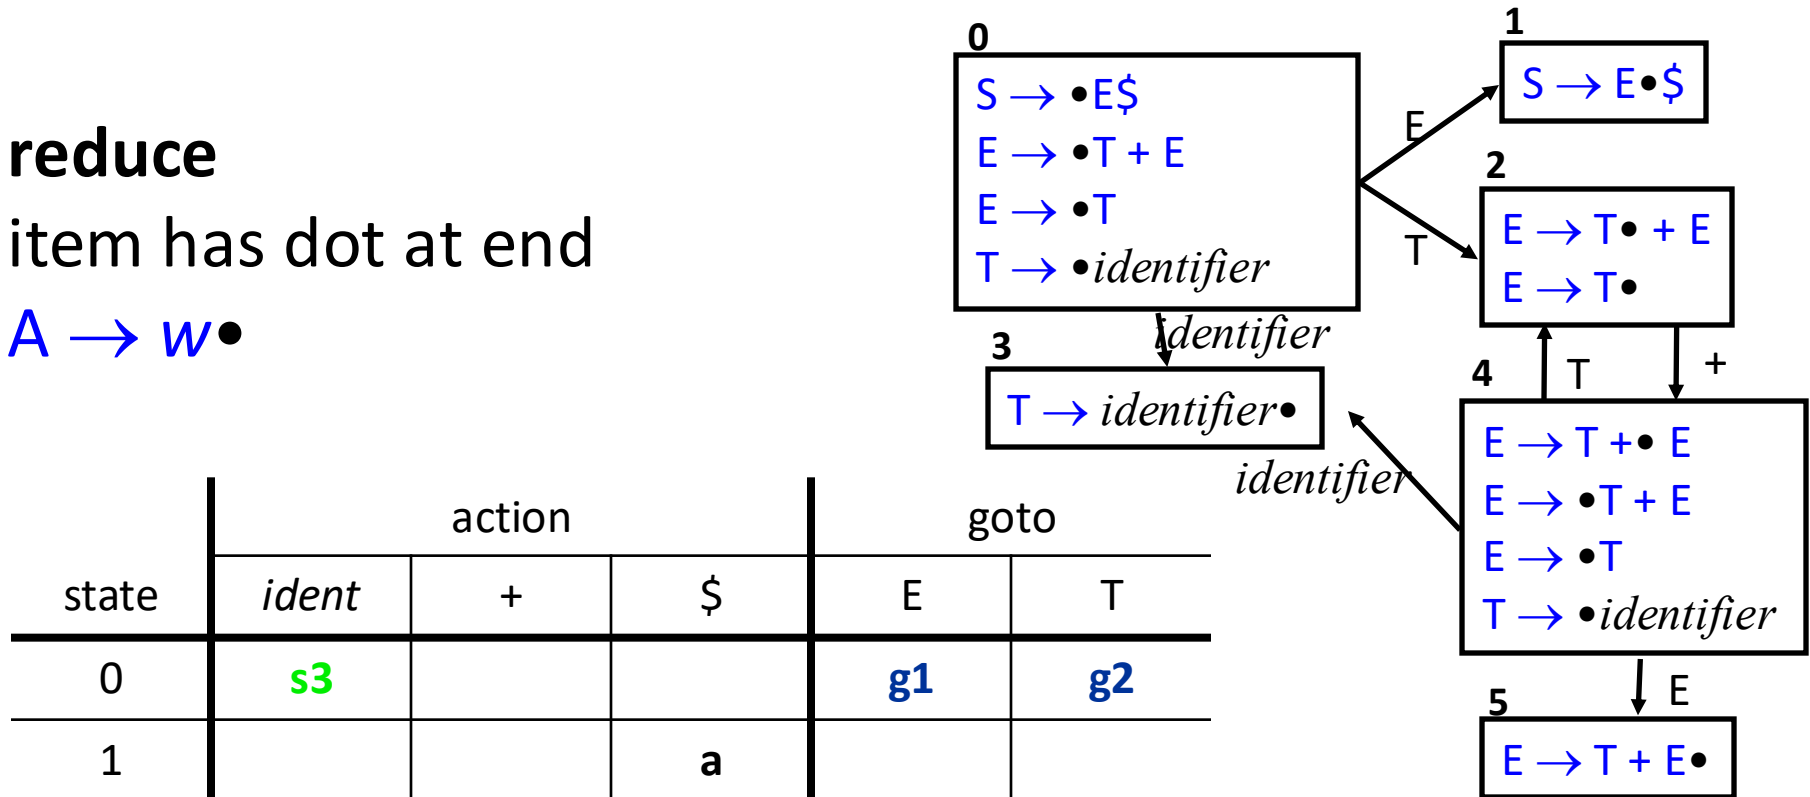 reduce
item has dot at end
A → w•
0
S → •E$
E → •T + E
E → •T
T → •identifier
E
T
1
S → E•$
2
E → T• + E
E → T•
identifier
3
T → identifier•
identifier
T
+
4
E → T +• E
E → •T + E
E → •T
T → •identifier
E
5
E → T + E•
action goto
state ident + $ E T
0 s3 g1 g2
1 a